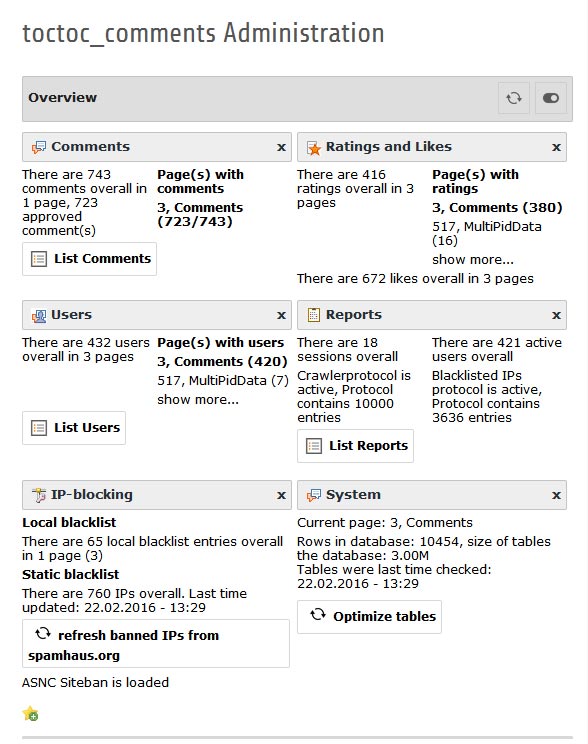 toctoc_comments Administration
Overview
Comments x
There are 743
comments overall in
1 page, 723
approved
comment(s)
Page(s) with
comments
3, Comments
(723/743)
List Comments
Ratings and Likes x
There are 416
ratings overall in 3
pages
Page(s) with
ratings
3, Comments (380)
517, MultiPidData
(16)
show more...
There are 672 likes overall in 3 pages
Users x
There are 432 users
overall in 3 pages
Page(s) with users
3, Comments (420)
517, MultiPidData (7)
show more...
List Users
Reports x
There are 18
sessions overall
Crawlerprotocol is
active, Protocol
contains 10000
entries
There are 421 active
users overall
Blacklisted IPs
protocol is active,
Protocol contains
3636 entries
List Reports
IP-blocking x
Local blacklist
There are 65 local blacklist entries overall
in 1 page (3)
Static blacklist
There are 760 IPs overall. Last time
updated: 22.02.2016 - 13:29
refresh banned IPs from
spamhaus.org
ASNC Siteban is loaded
System x
Current page: 3, Comments
Rows in database: 10454, size of tables
the database: 3.00M
Tables were last time checked:
22.02.2016 - 13:29
Optimize tables